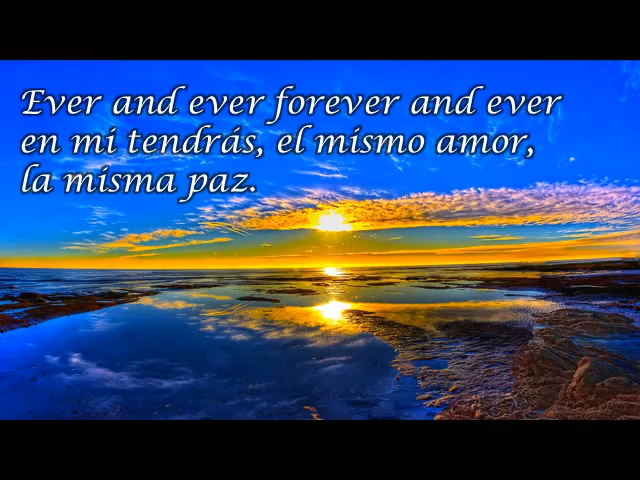 Ever and ever forever and ever
en mi tendrás, el mismo amor,
la misma paz.